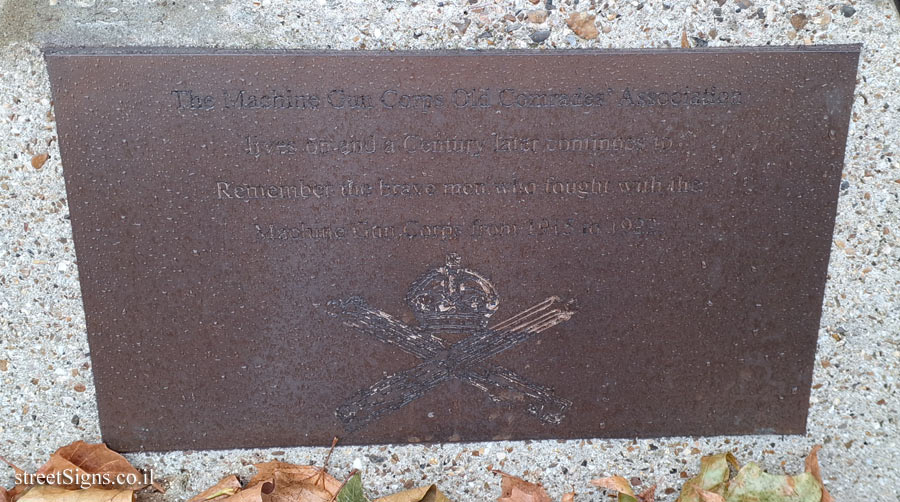 The Machine Gun Corps Old Comrades' Association
lives on and a Century later continues to
Remember the brave men who fought with the
Machine Gun Corps from 1915 to 1922
streetSigns.co.il